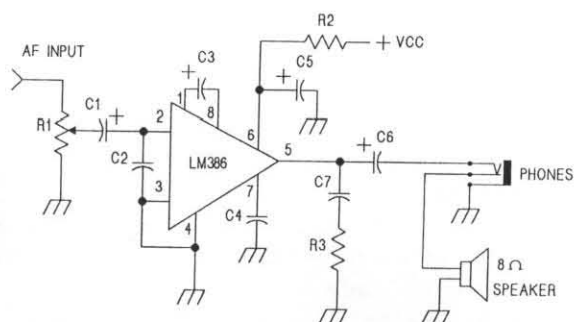 R2
+ VCC
AF INPUT
C3
+
+
C5
1
8
C1
+
2
6
R1
C2
LM386
5
+
C6
3
7
C7
PHONES
4
C4
R3
8 Ω
SPEAKER